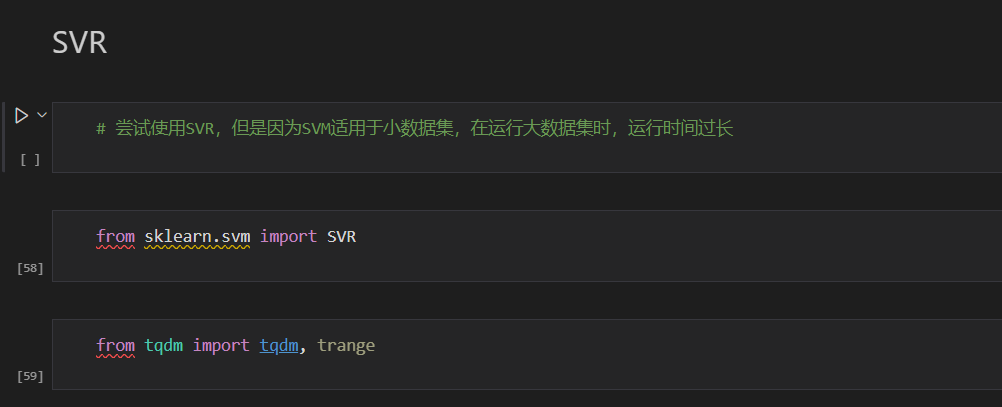 SVR
# 尝试使用SVR，但是因为SVM适用于小数据集，在运行大数据集时，运行时间过长
[ ]
from sklearn.svm import SVR
[58]
from tqdm import tqdm, trange
[59]